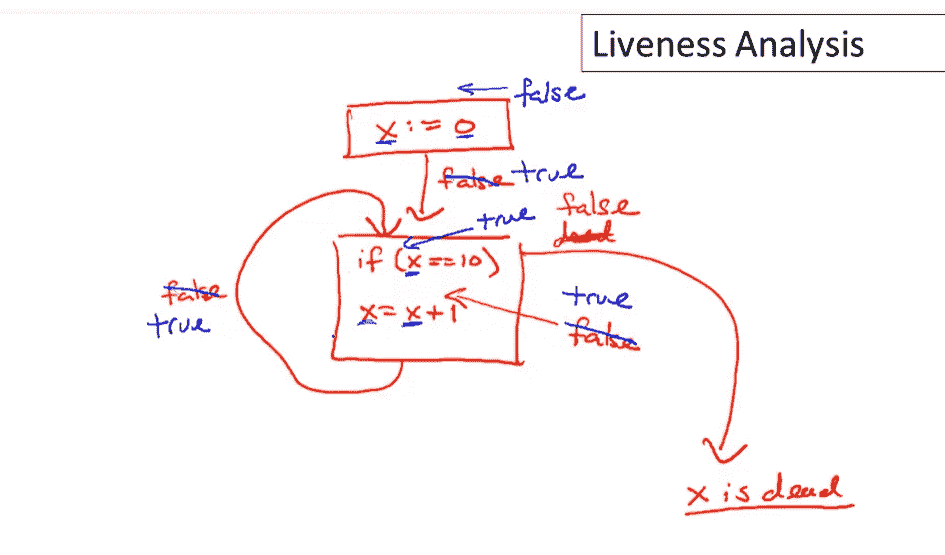 Liveness Analysis
false
x := 0
false true
true
false
dead
if (x==10)
x = x + 1
true
false
false
true
x is dead